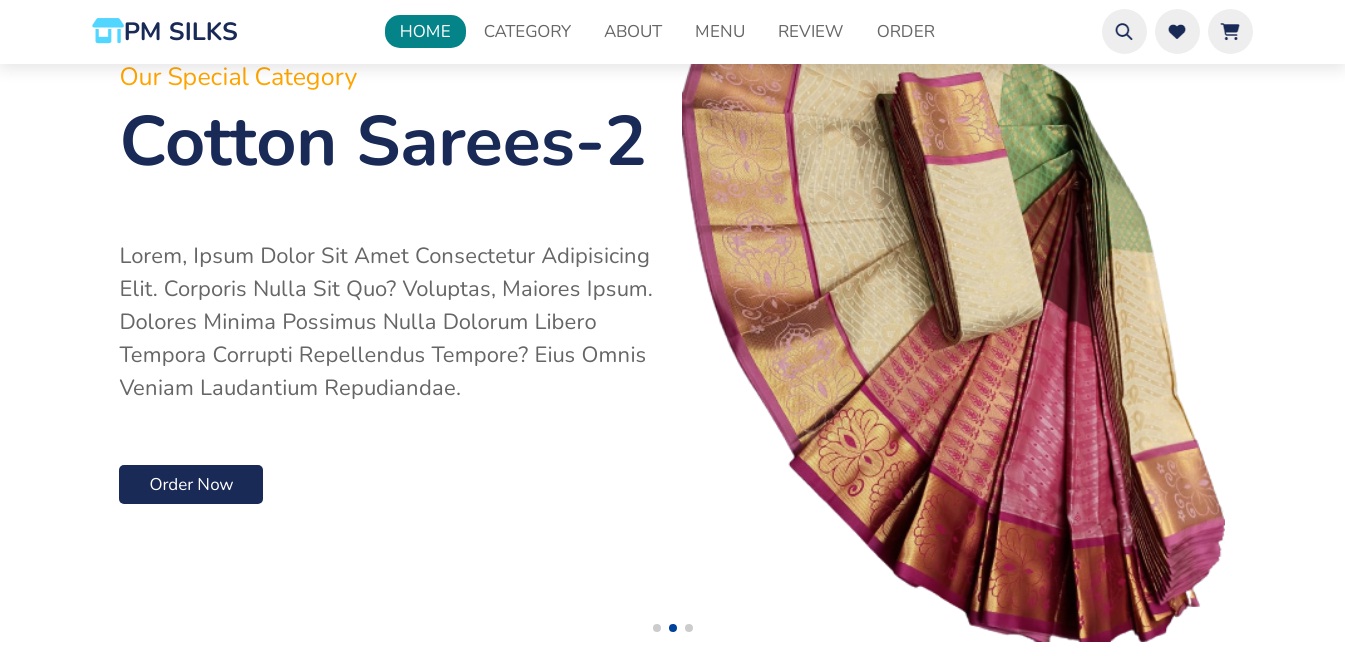 PM SILKS
HOME CATEGORY ABOUT MENU REVIEW ORDER
Our Special Category
Cotton Sarees-2
Lorem, Ipsum Dolor Sit Amet Consectetur Adipisicing
Elit. Corporis Nulla Sit Quo? Voluptas, Maiores Ipsum.
Dolores Minima Possimus Nulla Dolorum Libero
Tempora Corrupti Repellendus Tempore? Eius Omnis
Veniam Laudantium Repudiandae.
Order Now